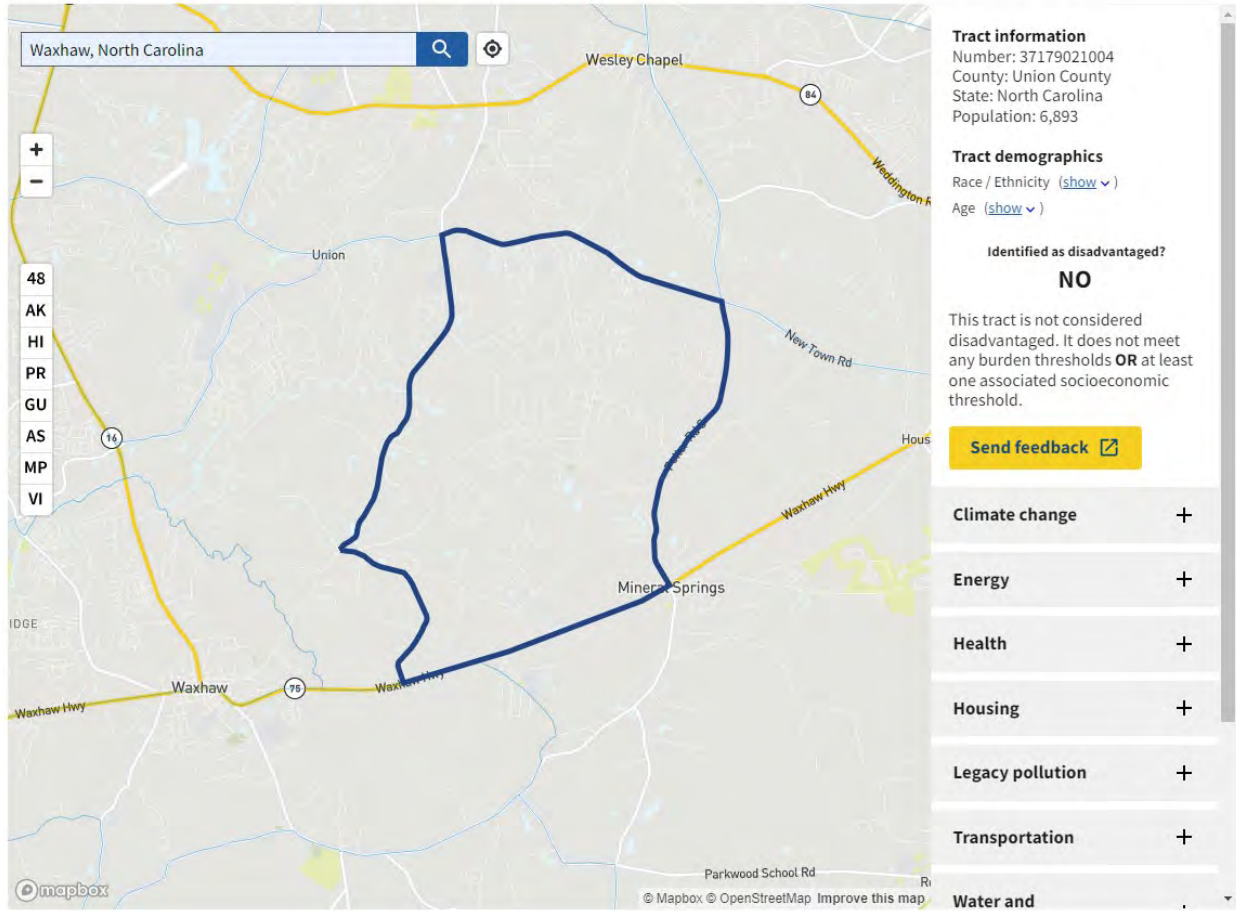 Waxhaw, North Carolina
Wesley Chapel
84
Weddington R
+
−
Union
48
AK
HI
PR
GU
AS
MP
VI
New Town Rd
16
Potter Rd S
Hous
Waxhaw Hwy
Mineral Springs
IDGE
Waxhaw
75
Waxhaw Hwy
Waxhaw Hwy
Parkwood School Rd
R
mapbox
© Mapbox © OpenStreetMap Improve this map
Tract information
Number: 37179021004
County: Union County
State: North Carolina
Population: 6,893
Tract demographics
Race / Ethnicity (show)
Age (show)
Identified as disadvantaged?
NO
This tract is not considered
disadvantaged. It does not meet
any burden thresholds OR at least
one associated socioeconomic
threshold.
Send feedback
Climate change +
Energy +
Health +
Housing +
Legacy pollution +
Transportation +
Water and